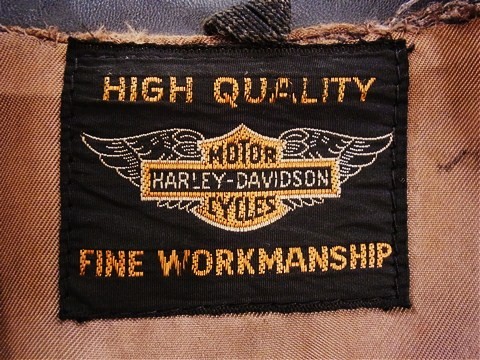 HIGH QUALITY
MOTOR
HARLEY-DAVIDSON
CYCLES
FINE WORKMANSHIP